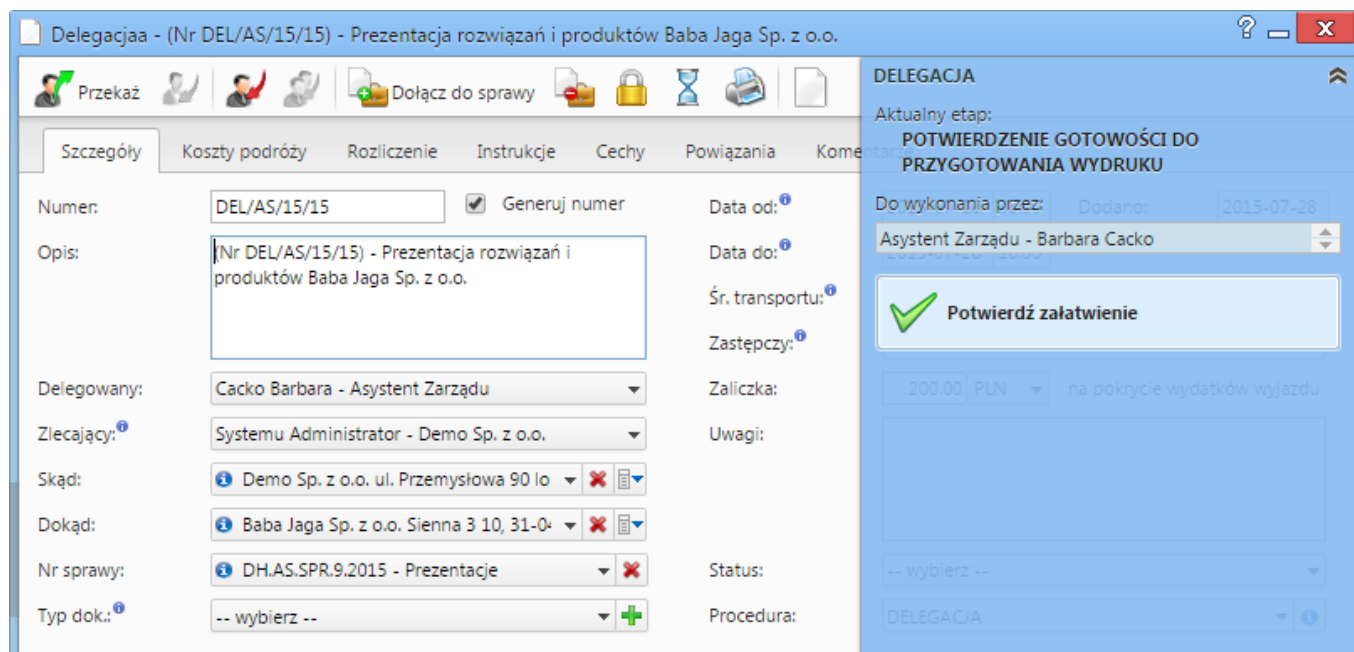 Delegacjaa - (Nr DEL/AS/15/15) - Prezentacja rozwiązań i produktów Baba Jaga Sp. z o.o.
Przekaż
Dołącz do sprawy
Szczegóły Koszty podróży Rozliczenie Instrukcje Cechy Powiązania Komentarze
Numer: DEL/AS/15/15 Generuj numer
Opis: (Nr DEL/AS/15/15) - Prezentacja rozwiązań i
produktów Baba Jaga Sp. z o.o.
Delegowany: Cacko Barbara - Asystent Zarządu
Zlecający: Systemu Administrator - Demo Sp. z o.o.
Skąd: Demo Sp. z o.o. ul. Przemysłowa 90 lo
Dokąd: Baba Jaga Sp. z o.o. Sienna 3 10, 31-0
Nr sprawy: DH.AS.SPR.9.2015 - Prezentacje
Typ dok.: -- wybierz --
Data od: Dodano: 2015-07-28
Data do:
Śr. transportu:
Zastępczy:
Zaliczka: 200.00 PLN na pokrycie wydatków wyjazdu
Uwagi:
Status: -- wybierz --
Procedura: DELEGACJA
DELEGACJA
Aktualny etap:
POTWIERDZENIE GOTOWOŚCI DO
PRZYGOTOWANIA WYDRUKU
Do wykonania przez:
Asystent Zarządu - Barbara Cacko
Potwierdź załatwienie